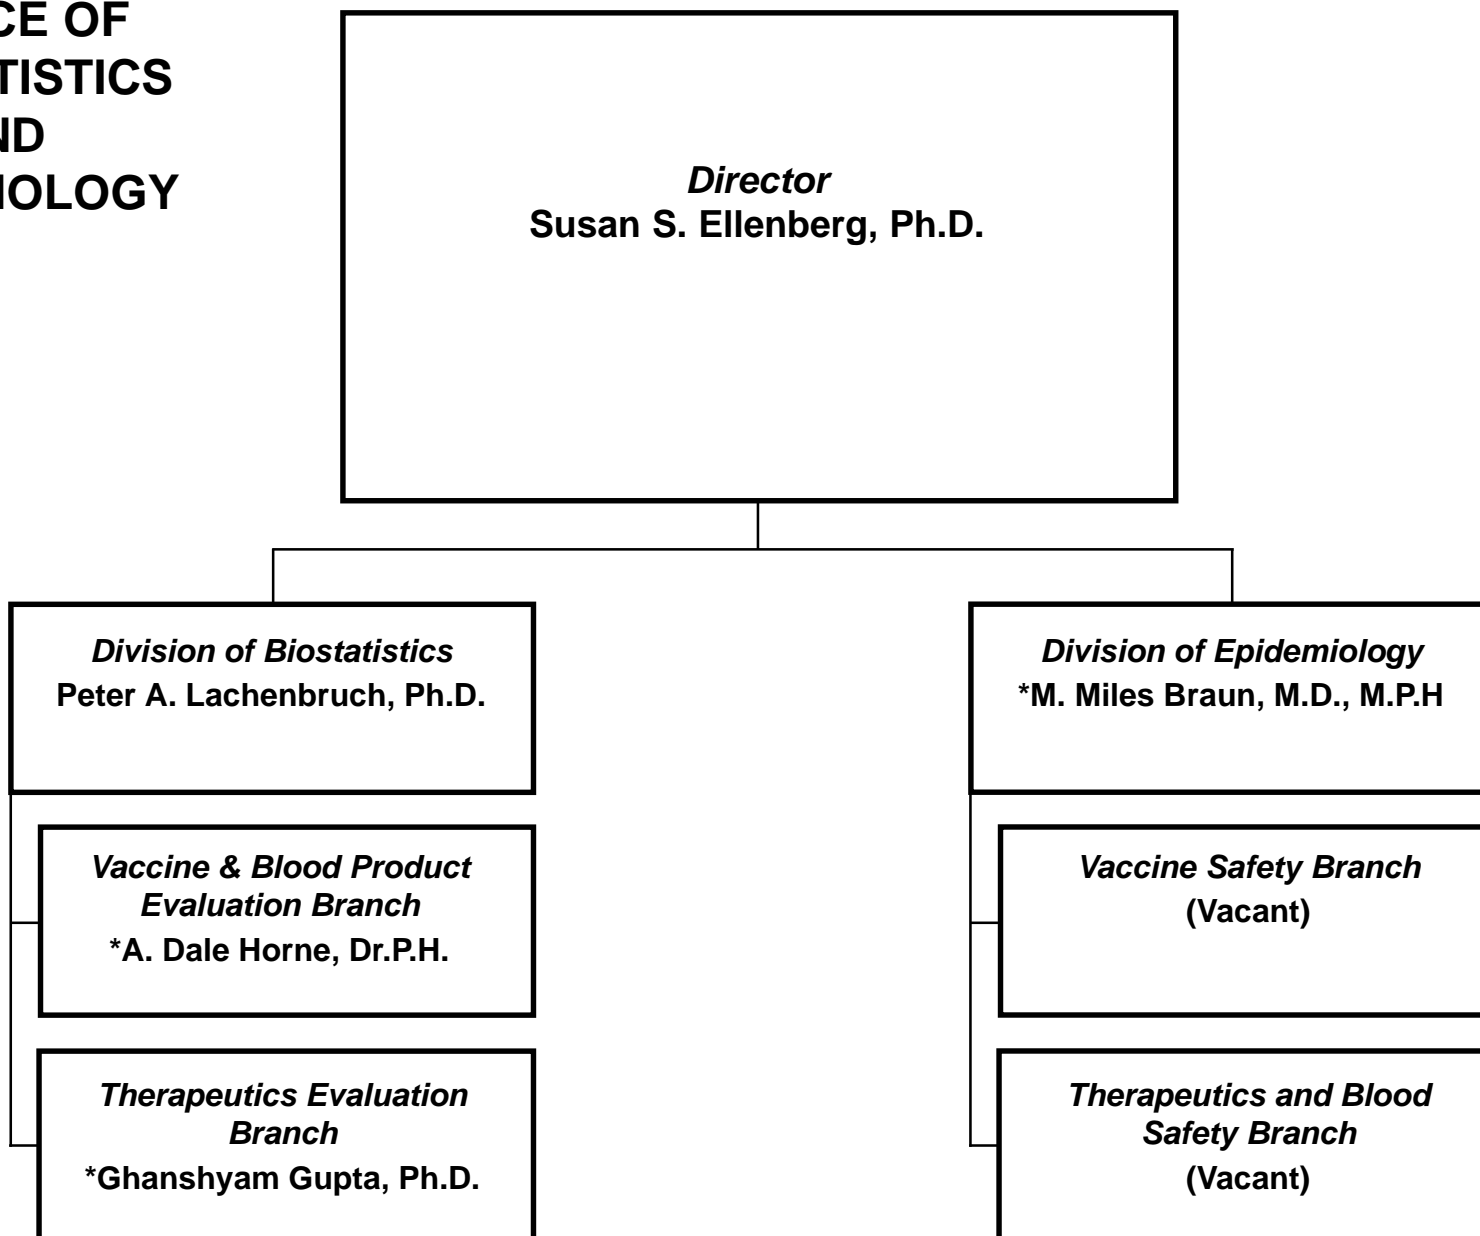 CE OF
TISTICS
ND
IOLOGY
Director
Susan S. Ellenberg, Ph.D.
Division of Biostatistics
Peter A. Lachenbruch, Ph.D.
Division of Epidemiology
*M. Miles Braun, M.D., M.P.H
Vaccine & Blood Product
Evaluation Branch
*A. Dale Horne, Dr.P.H.
Vaccine Safety Branch
(Vacant)
Therapeutics Evaluation
Branch
*Ghanshyam Gupta, Ph.D.
Therapeutics and Blood
Safety Branch
(Vacant)